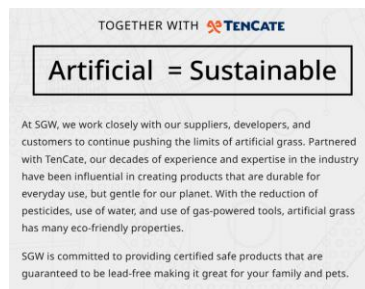 TOGETHER WITH TENCATE
Artificial = Sustainable
At SGW, we work closely with our suppliers, developers, and
customers to continue pushing the limits of artificial grass. Partnered
with TenCate, our decades of experience and expertise in the industry
have been influential in creating products that are durable for
everyday use, but gentle for our planet. With the reduction of
pesticides, use of water, and use of gas-powered tools, artificial grass
has many eco-friendly properties.
SGW is committed to providing certified safe products that are
guaranteed to be lead-free making it great for your family and pets.